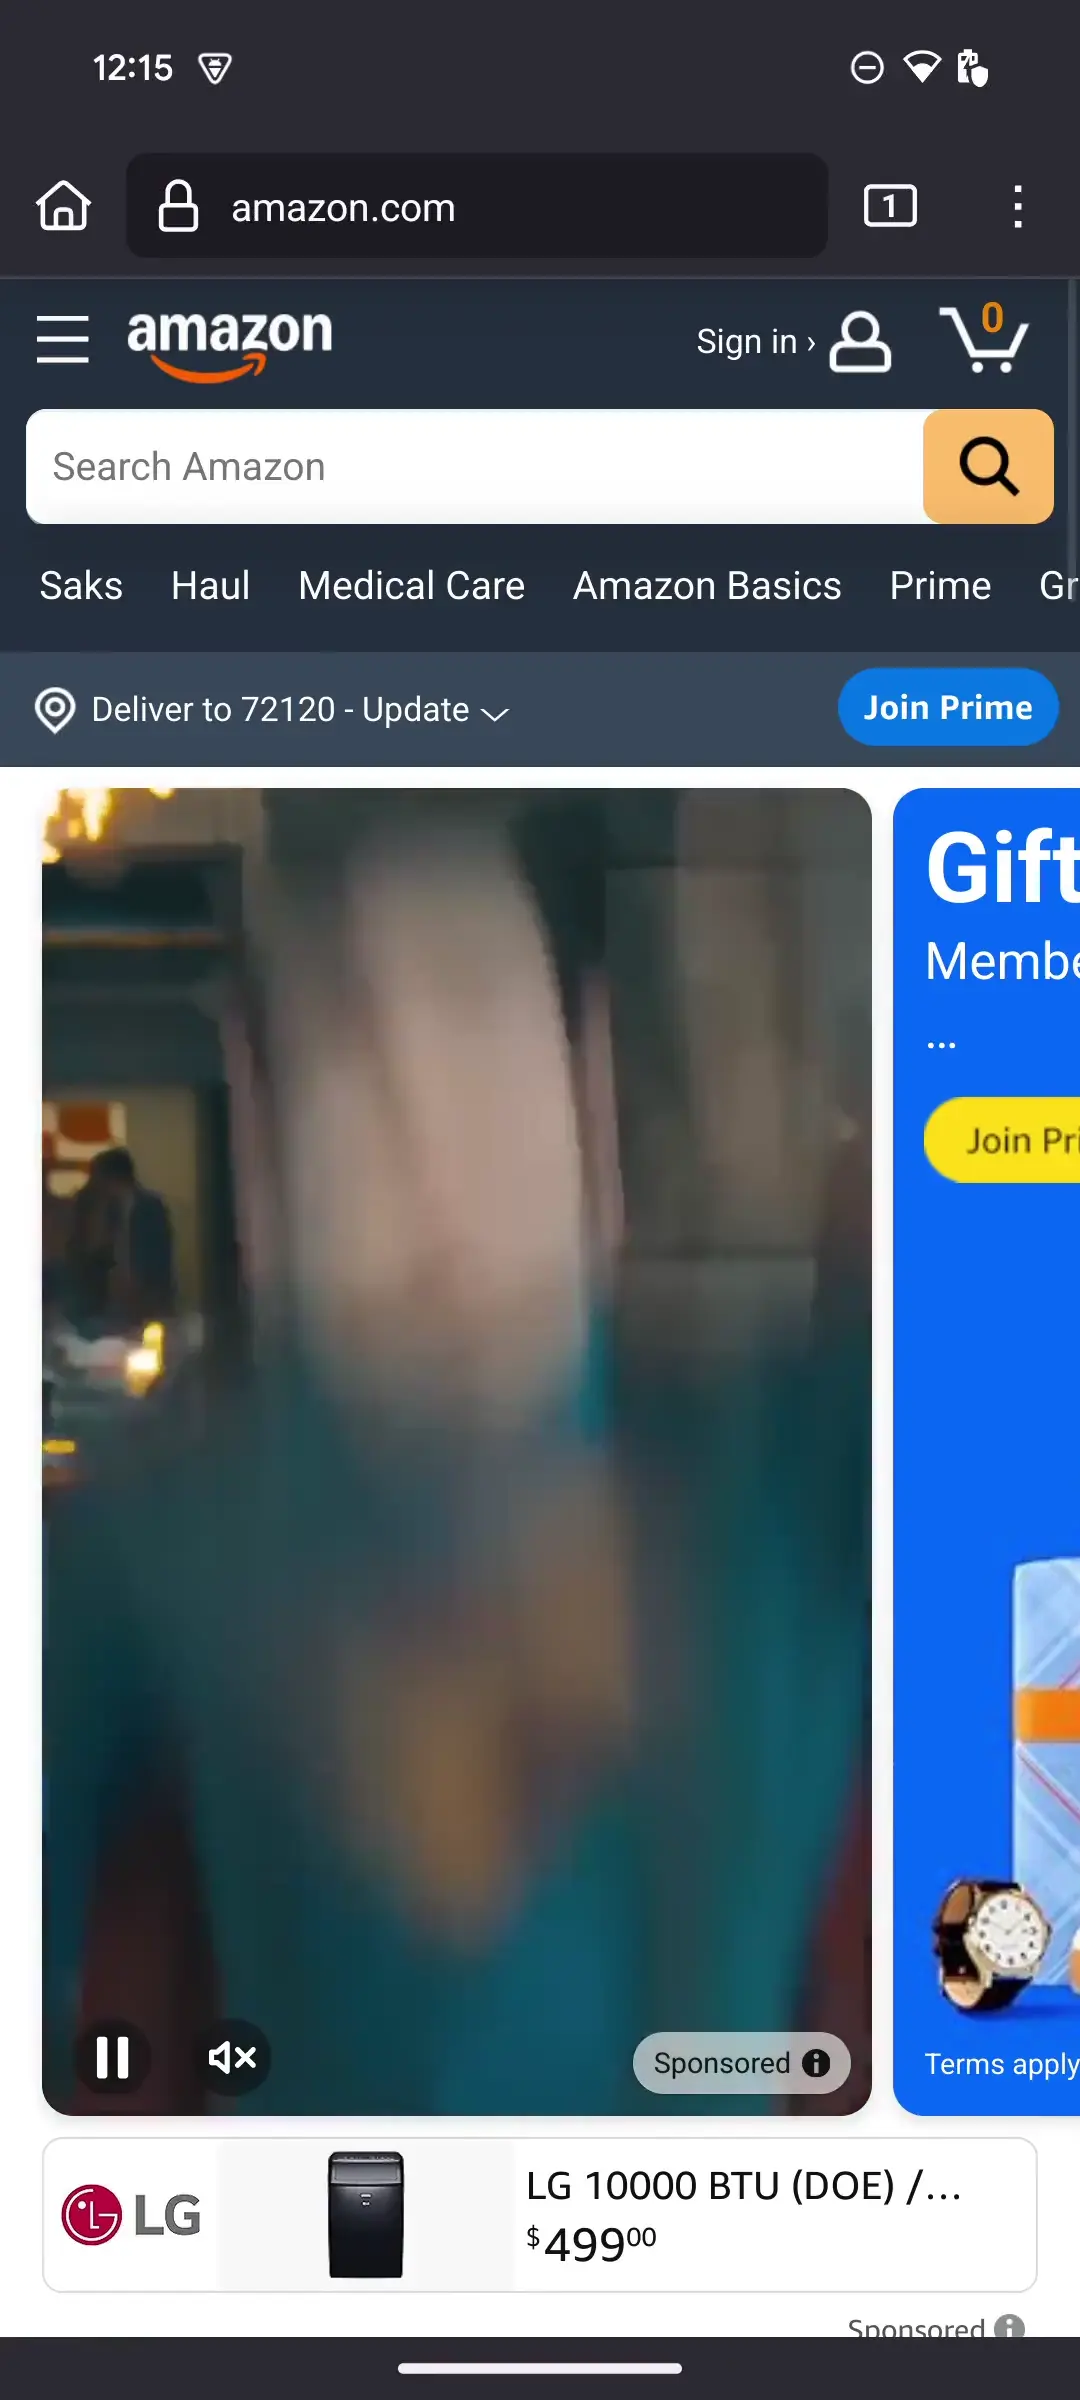 12:15
amazon.com
1
amazon
Sign in ›
0
Search Amazon
Saks Haul Medical Care Amazon Basics Prime Gr
Deliver to 72120 - Update
Join Prime
Gift
Membe
...
Join Pri
Terms apply
Sponsored
LG
LG 10000 BTU (DOE) /...
$49900
Sponsored